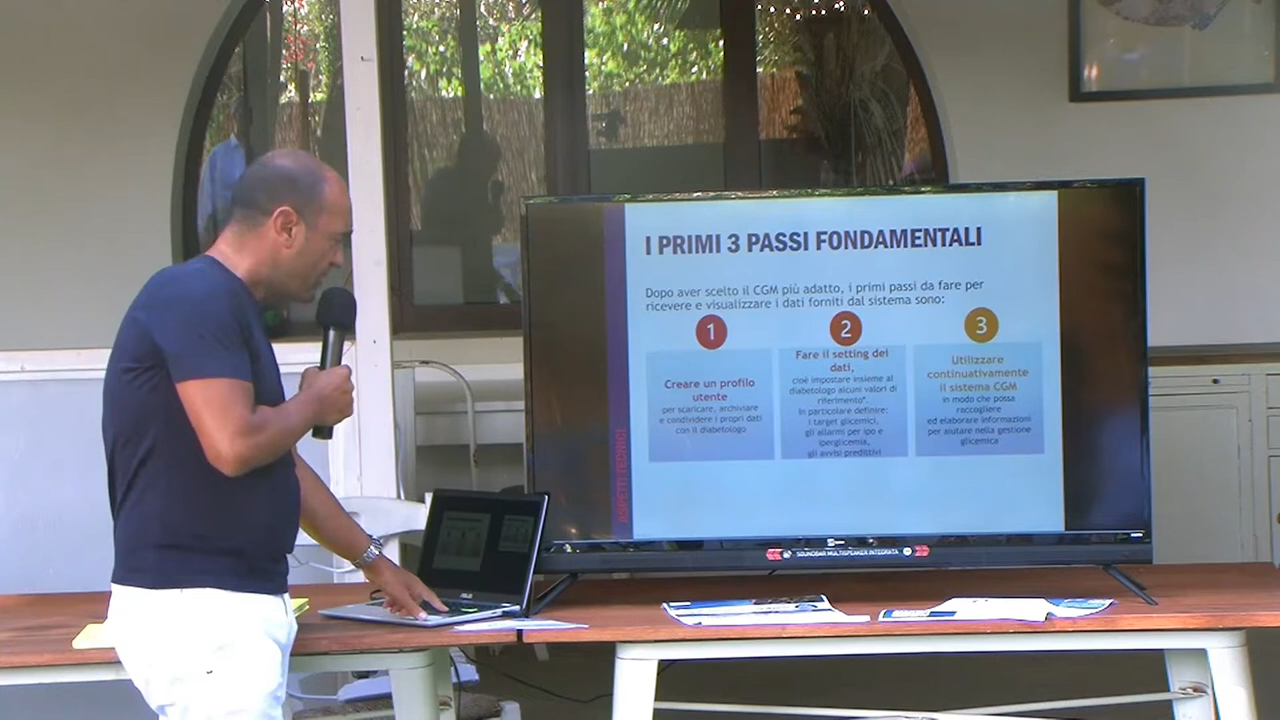 I PRIMI 3 PASSI FONDAMENTALI
Dopo aver scelto il CGM più adatto, i primi passi da fare per
ricevere e visualizzare i dati forniti dal sistema sono:
1
Creare un profilo
utente
per scaricare, archiviare
e condividere i propri dati
con il diabetologo
2
Fare il setting dei
dati,
cioè impostare insieme al
diabetologo alcuni valori di
riferimento*.
In particolare definire:
i target glicemici,
gli allarmi per ipo e
iperglicemia,
gli avvisi predittivi
3
Utilizzare
continuativamente
il sistema CGM
in modo che possa
raccogliere
ed elaborare informazioni
per aiutare nella gestione
glicemica
ASPETTI TECNICI
SOUNDBAR MULTISPEAKER INTEGRATA
ASUS